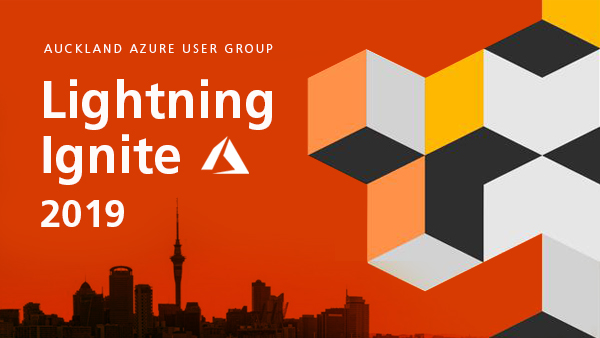 AUCKLAND AZURE USER GROUP
Lightning
Ignite
2019